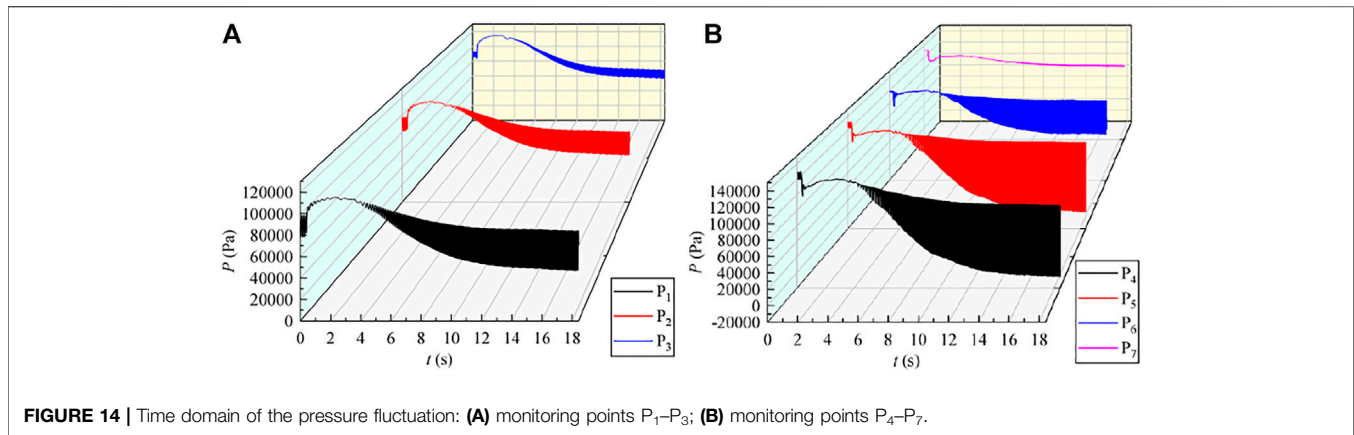 A
P (Pa)
120000
100000
80000
60000
40000
20000
0
0 2 4 6 8 10 12 14 16 18
t (s)
P₁
P₂
P₃
B
P (Pa)
140000
120000
100000
80000
60000
40000
20000
0
-20000
0 2 4 6 8 10 12 14 16 18
t (s)
P₄
P₅
P₆
P₇
FIGURE 14 | Time domain of the pressure fluctuation: (A) monitoring points P₁–P₃; (B) monitoring points P₄–P₇.